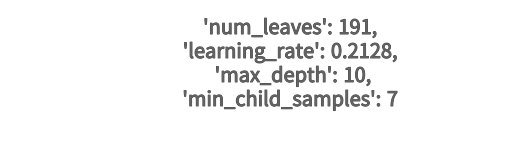 'num_leaves': 191,
'learning_rate': 0.2128,
'max_depth': 10,
'min_child_samples': 7